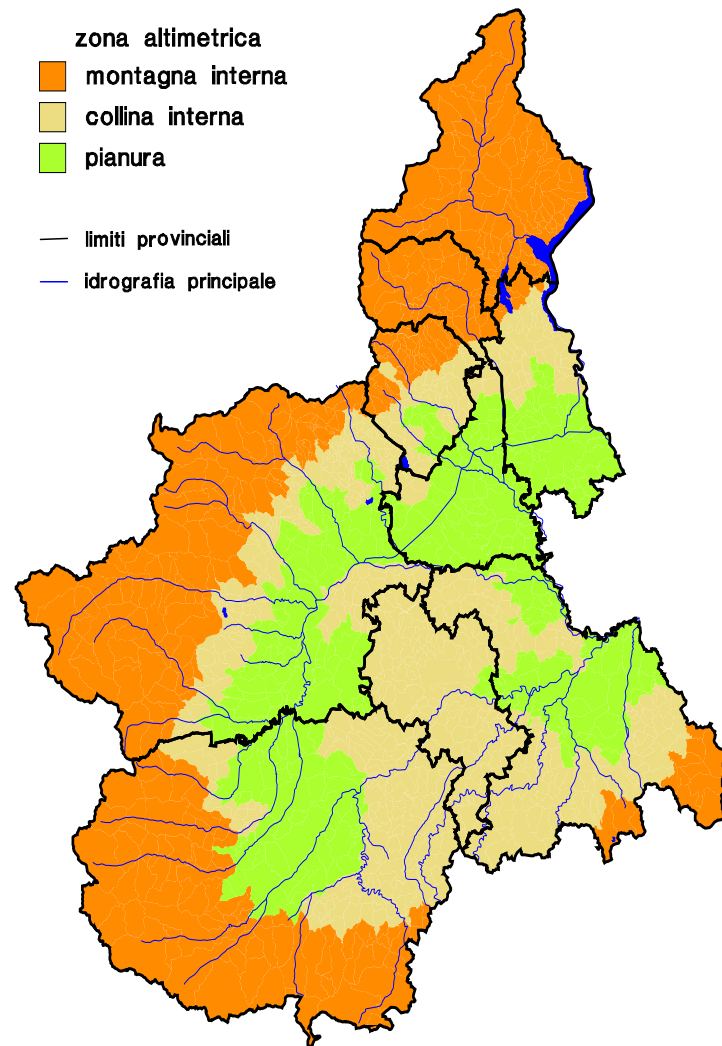 zona altimetrica
montagna interna
collina interna
pianura
limiti provinciali
idrografia principale